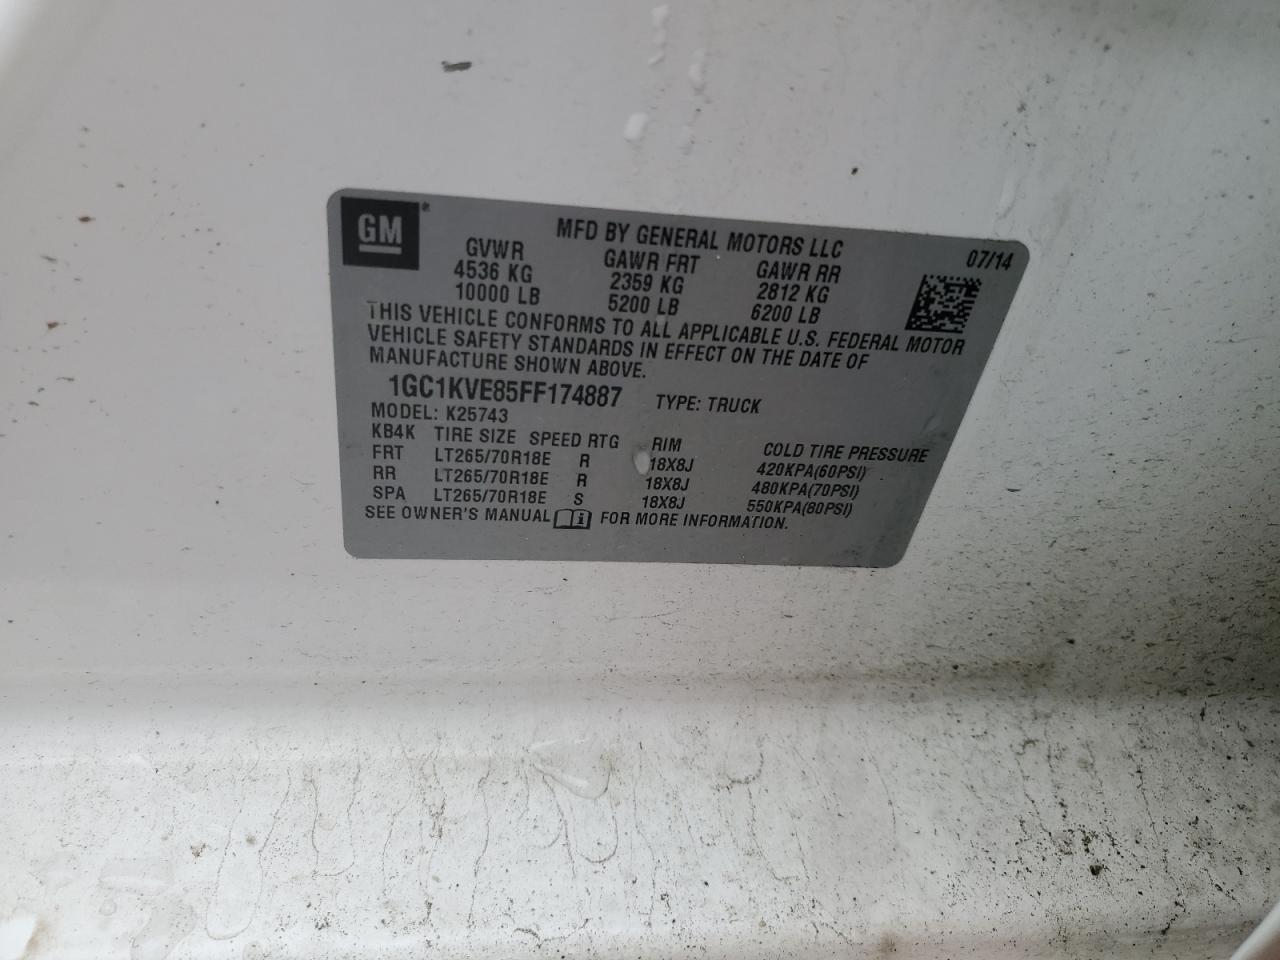 GM®
MFD BY GENERAL MOTORS LLC 07/14
GVWR GAWR FRT GAWR RR
4536 KG 2359 KG 2812 KG
10000 LB 5200 LB 6200 LB
THIS VEHICLE CONFORMS TO ALL APPLICABLE U.S. FEDERAL MOTOR
VEHICLE SAFETY STANDARDS IN EFFECT ON THE DATE OF
MANUFACTURE SHOWN ABOVE.
1GC1KVE85FF174887 TYPE: TRUCK
MODEL: K25743
KB4K TIRE SIZE SPEED RTG RIM COLD TIRE PRESSURE
FRT LT265/70R18E R 18X8J 420KPA(60PSI)
RR LT265/70R18E R 18X8J 480KPA(70PSI)
SPA LT265/70R18E S 18X8J 550KPA(80PSI)
SEE OWNER'S MANUAL i FOR MORE INFORMATION.